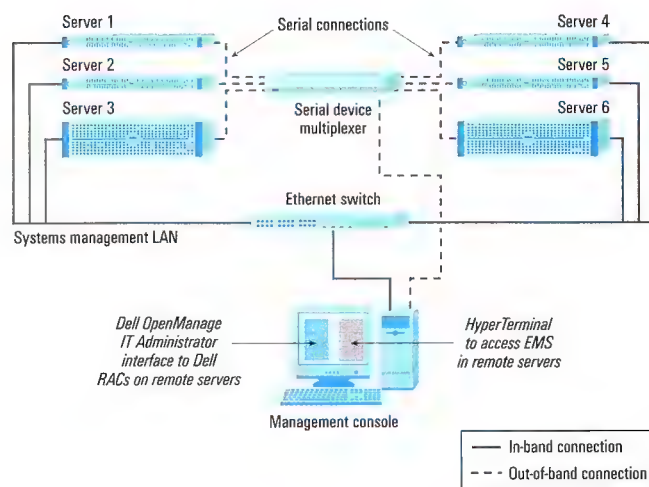 Server 1
Serial connections
Server 4
Server 2
Server 5
Server 3
Serial device
multiplexer
Server 6
Ethernet switch
Systems management LAN
Dell OpenManage
IT Administrator
interface to Dell
RACs on remote servers
HyperTerminal
to access EMS
in remote servers
Management console
In-band connection
Out-of-band connection